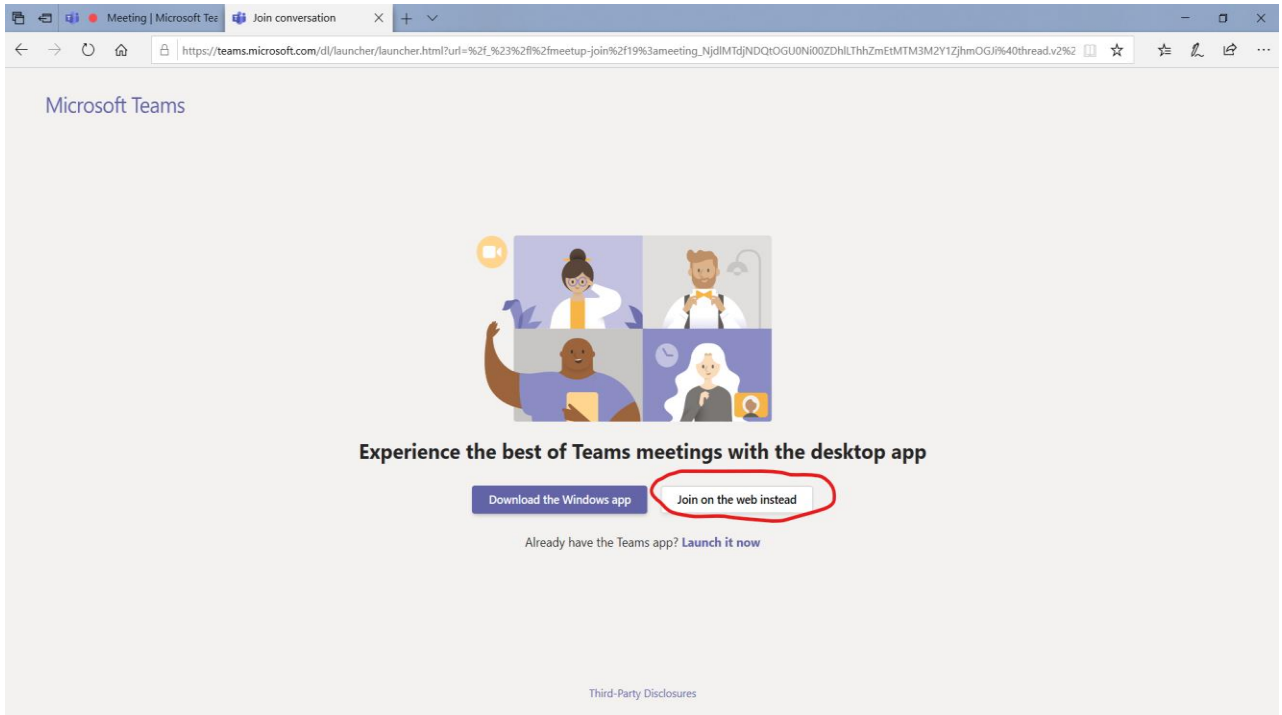 Meeting | Microsoft Tea
Join conversation
https://teams.microsoft.com/dl/launcher/launcher.html?url=%2f_%23%2fl%2fmeetup-join%2f19%3ameeting_NjdlMTdjNDQtOGU0Ni00ZDhlLThhZmEtMTM3M2Y1ZjhmOGJi%40thread.v2%2
Microsoft Teams
Experience the best of Teams meetings with the desktop app
Download the Windows app
Join on the web instead
Already have the Teams app? Launch it now
Third-Party Disclosures